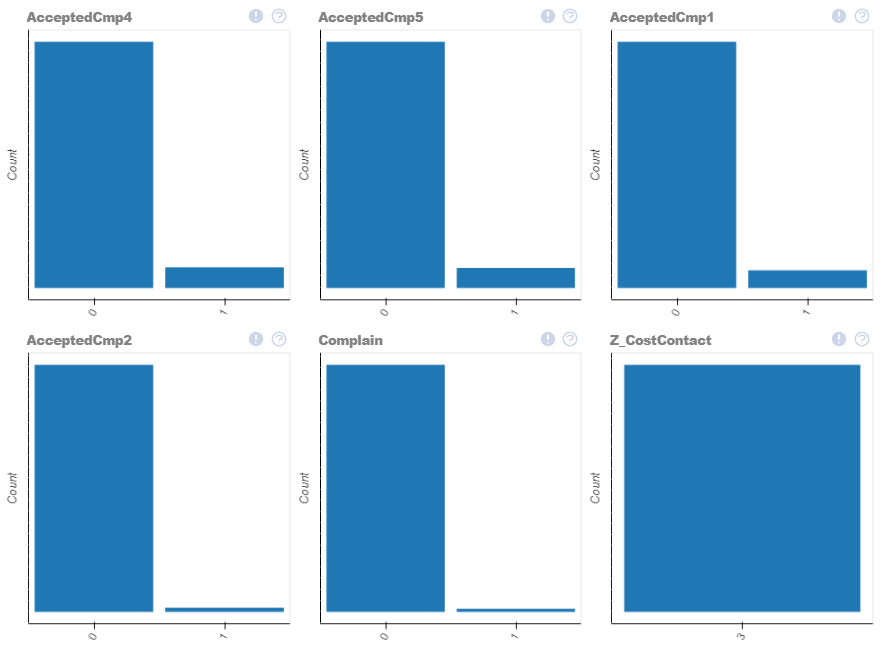 AcceptedCmp4 ! ?
AcceptedCmp5 ! ?
AcceptedCmp1 ! ?
Count
0 1
Count
0 1
Count
0 1
AcceptedCmp2 ! ?
Complain ! ?
Z_CostContact ! ?
Count
0 1
Count
0 1
Count
3